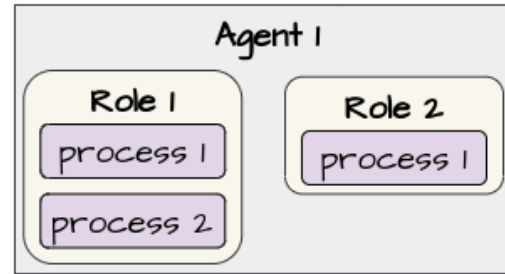 Agent 1
Role 1
process 1
process 2
Role 2
process 1